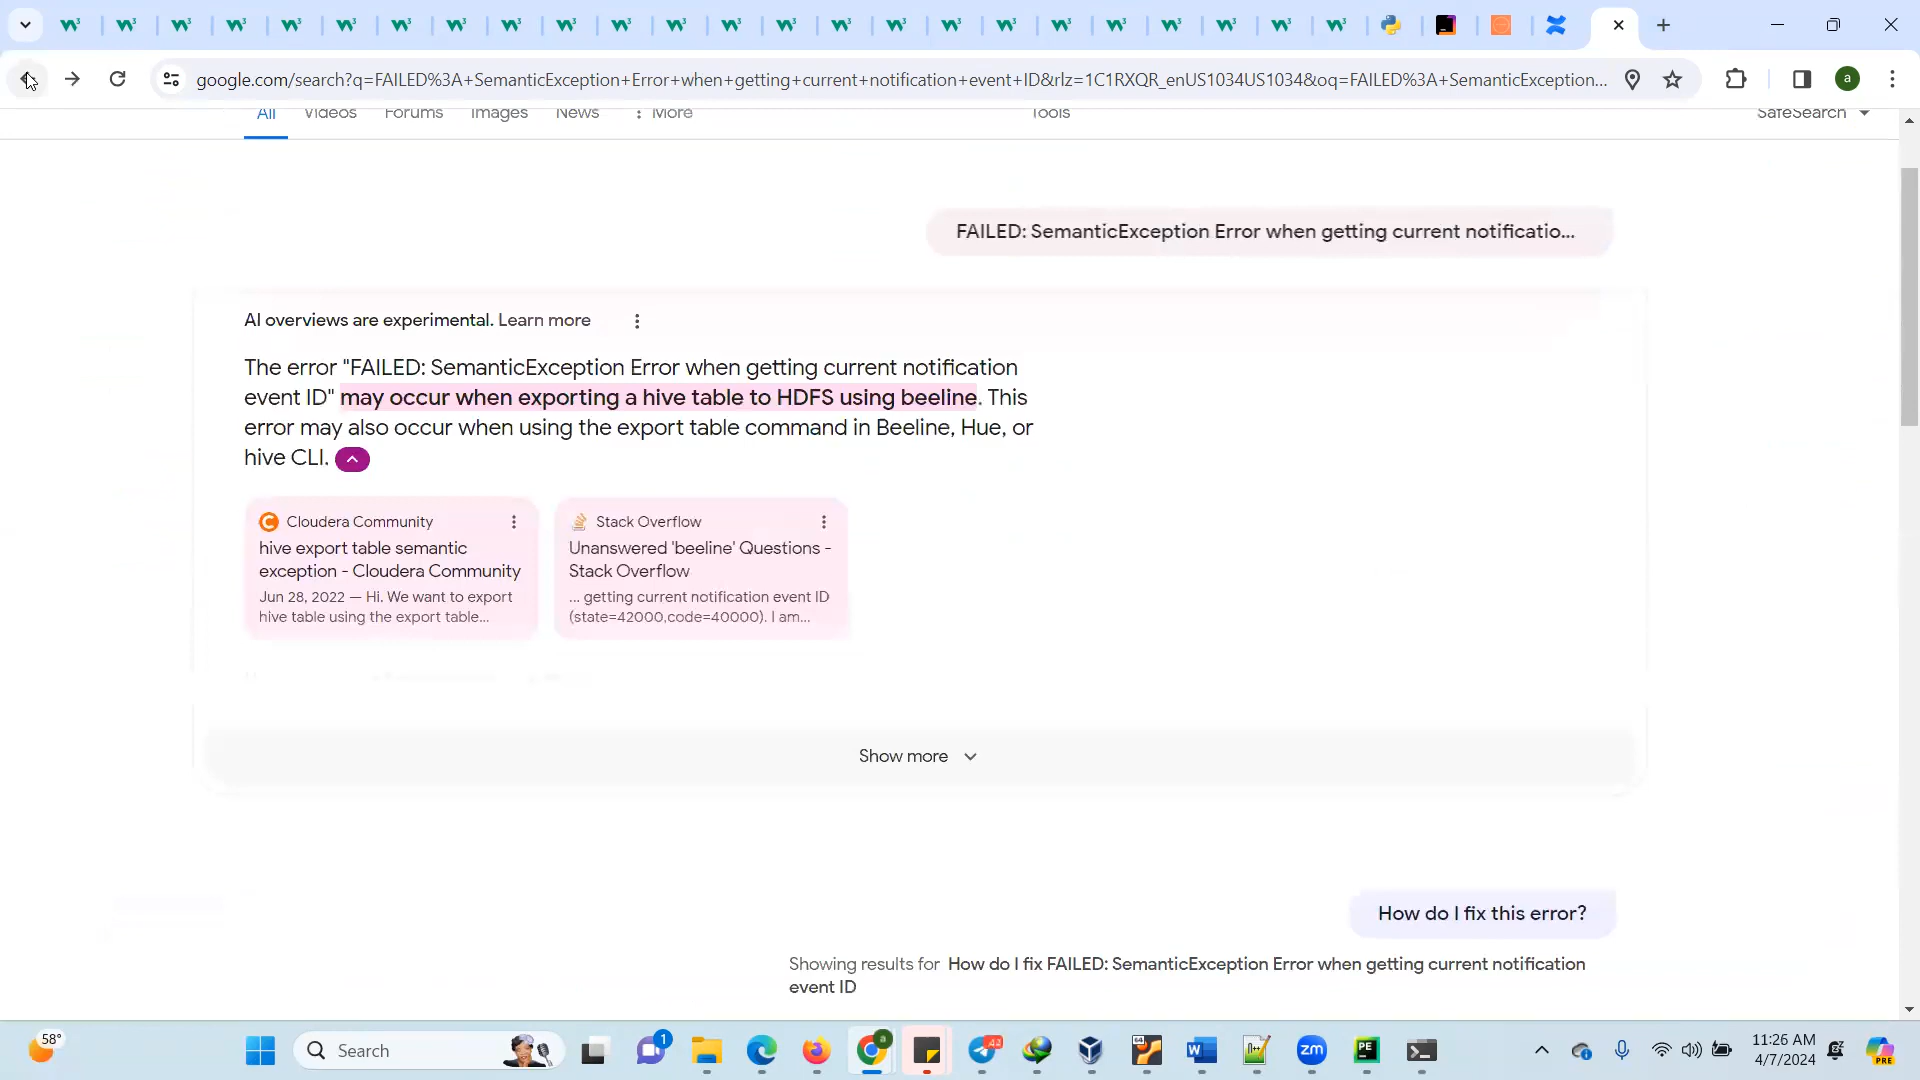 google.com/search?q=FAILED%3A+SemanticException+Error+when+getting+current+notification+event+ID&rlz=1C1RXQR_enUS1034US1034&oq=FAILED%3A+SemanticException...
a
All Videos Forums Images News More Tools SafeSearch
FAILED: SemanticException Error when getting current notificatio...
AI overviews are experimental. Learn more
The error "FAILED: SemanticException Error when getting current notification
event ID" may occur when exporting a hive table to HDFS using beeline. This
error may also occur when using the export table command in Beeline, Hue, or
hive CLI.
Cloudera Community
hive export table semantic
exception - Cloudera Community
Jun 28, 2022 — Hi. We want to export
hive table using the export table...
Stack Overflow
Unanswered 'beeline' Questions -
Stack Overflow
... getting current notification event ID
(state=42000,code=40000). I am...
Show more
How do I fix this error?
Showing results for How do I fix FAILED: SemanticException Error when getting current notification
event ID
58°
Search
1
a
zm
PE
11:26 AM
4/7/2024
PRE